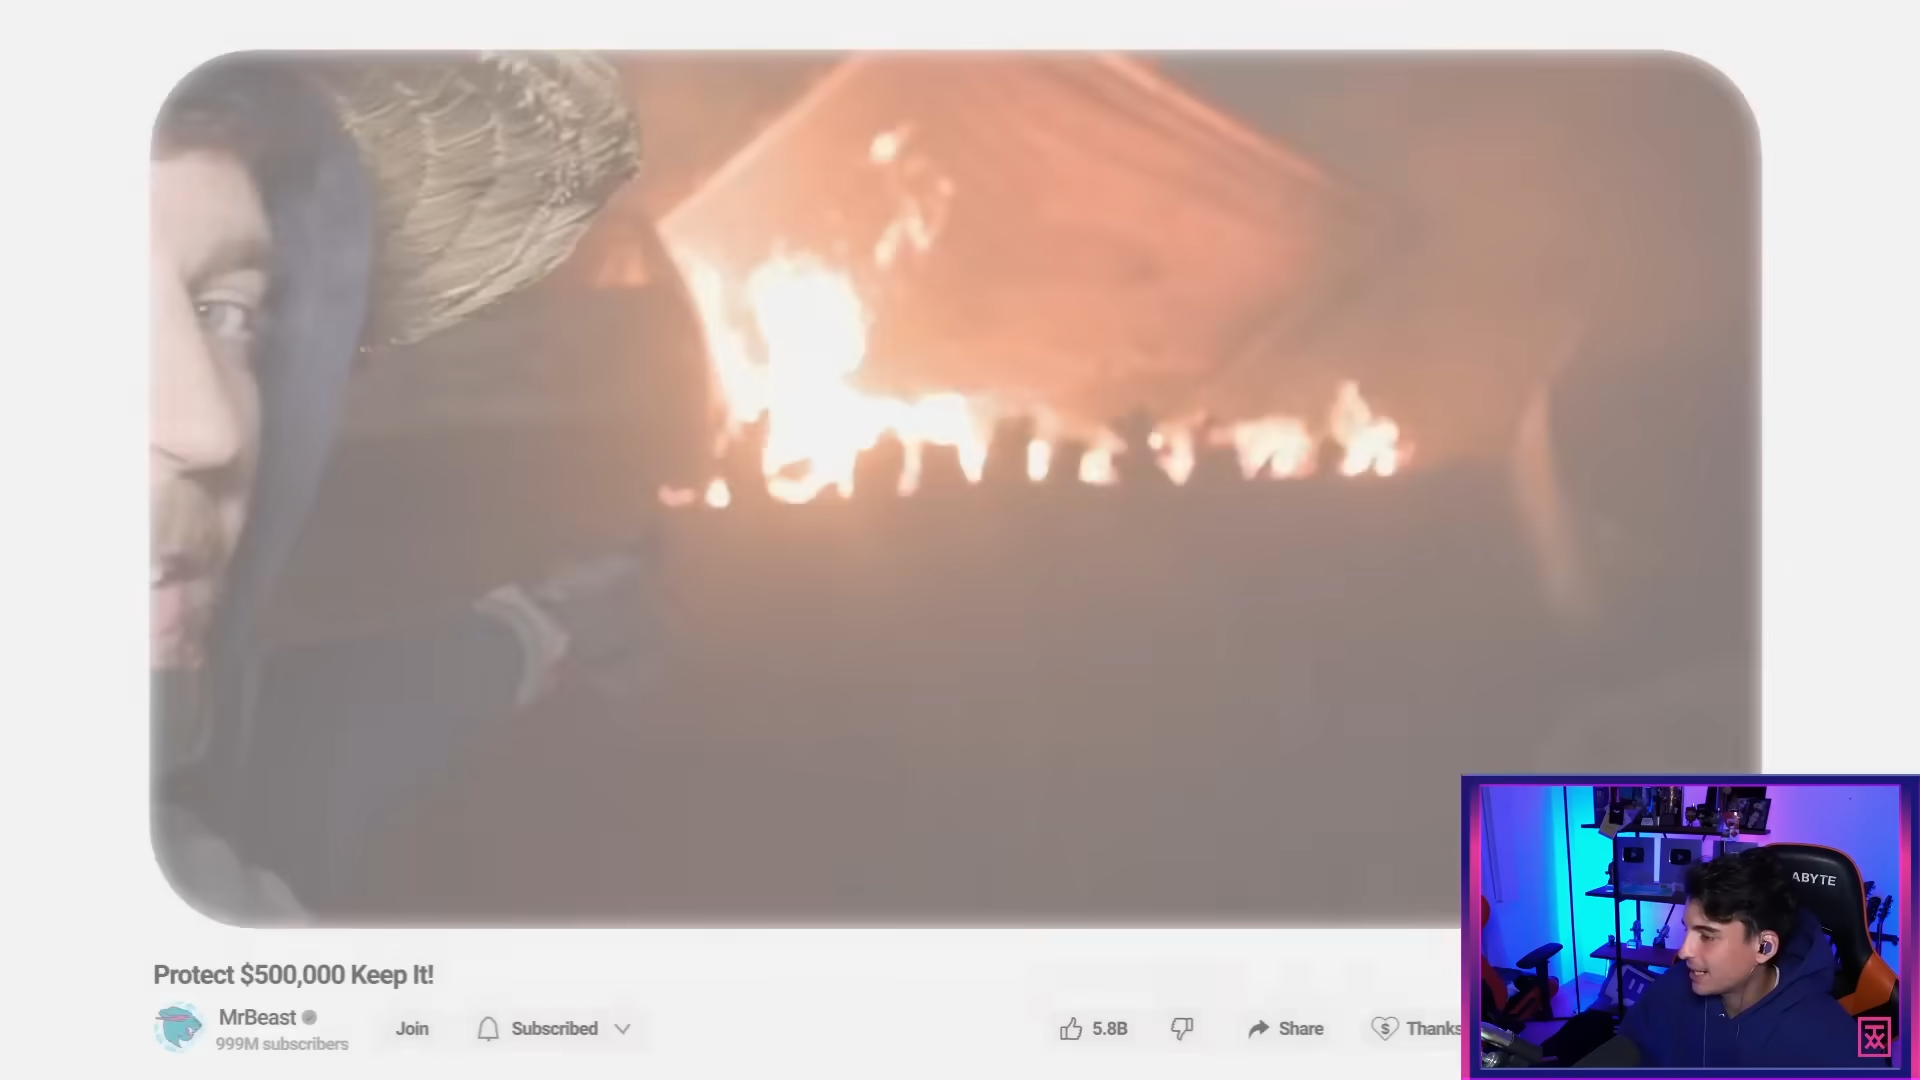 Protect $500,000 Keep It!
MrBeast
999M subscribers
Join
Subscribed
5.8B
Share
Thanks
ABYTE